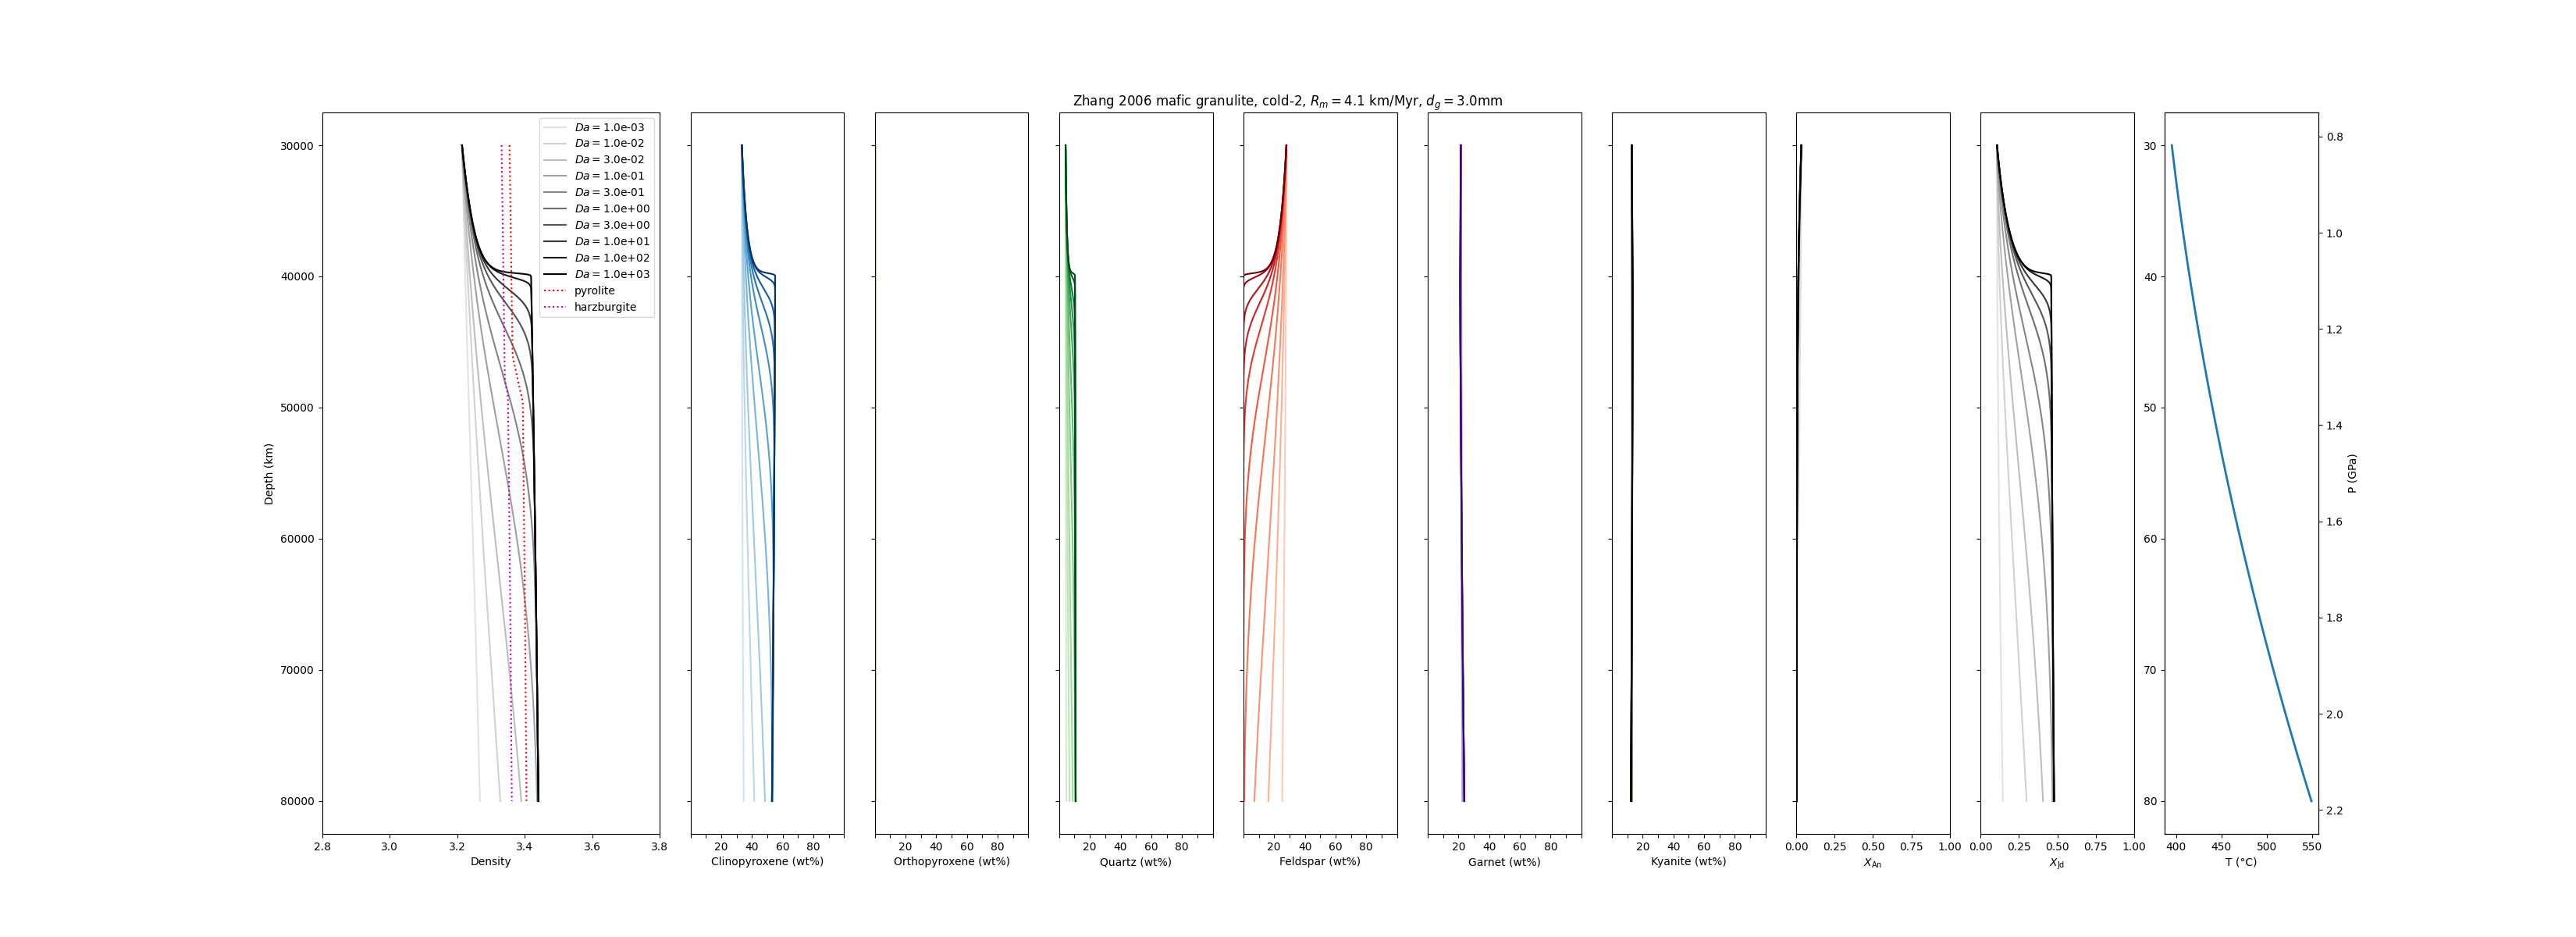 Zhang 2006 mafic granulite, cold-2, R_m = 4.1 km/Myr, d_g = 3.0mm
Da = 1.0e-03
Da = 1.0e-02
Da = 3.0e-02
Da = 1.0e-01
Da = 3.0e-01
Da = 1.0e+00
Da = 3.0e+00
Da = 1.0e+01
Da = 1.0e+02
Da = 1.0e+03
pyrolite
harzburgite
Depth (km)
30000
40000
50000
60000
70000
80000
2.8 3.0 3.2 3.4 3.6 3.8
Density
20 40 60 80
Clinopyroxene (wt%)
20 40 60 80
Orthopyroxene (wt%)
20 40 60 80
Quartz (wt%)
20 40 60 80
Feldspar (wt%)
20 40 60 80
Garnet (wt%)
20 40 60 80
Kyanite (wt%)
0.00 0.25 0.50 0.75 1.00
X_An
0.00 0.25 0.50 0.75 1.00
X_Jd
30
40
50
60
70
80
400 450 500 550
T (°C)
0.8
1.0
1.2
1.4
1.6
1.8
2.0
2.2
P (GPa)